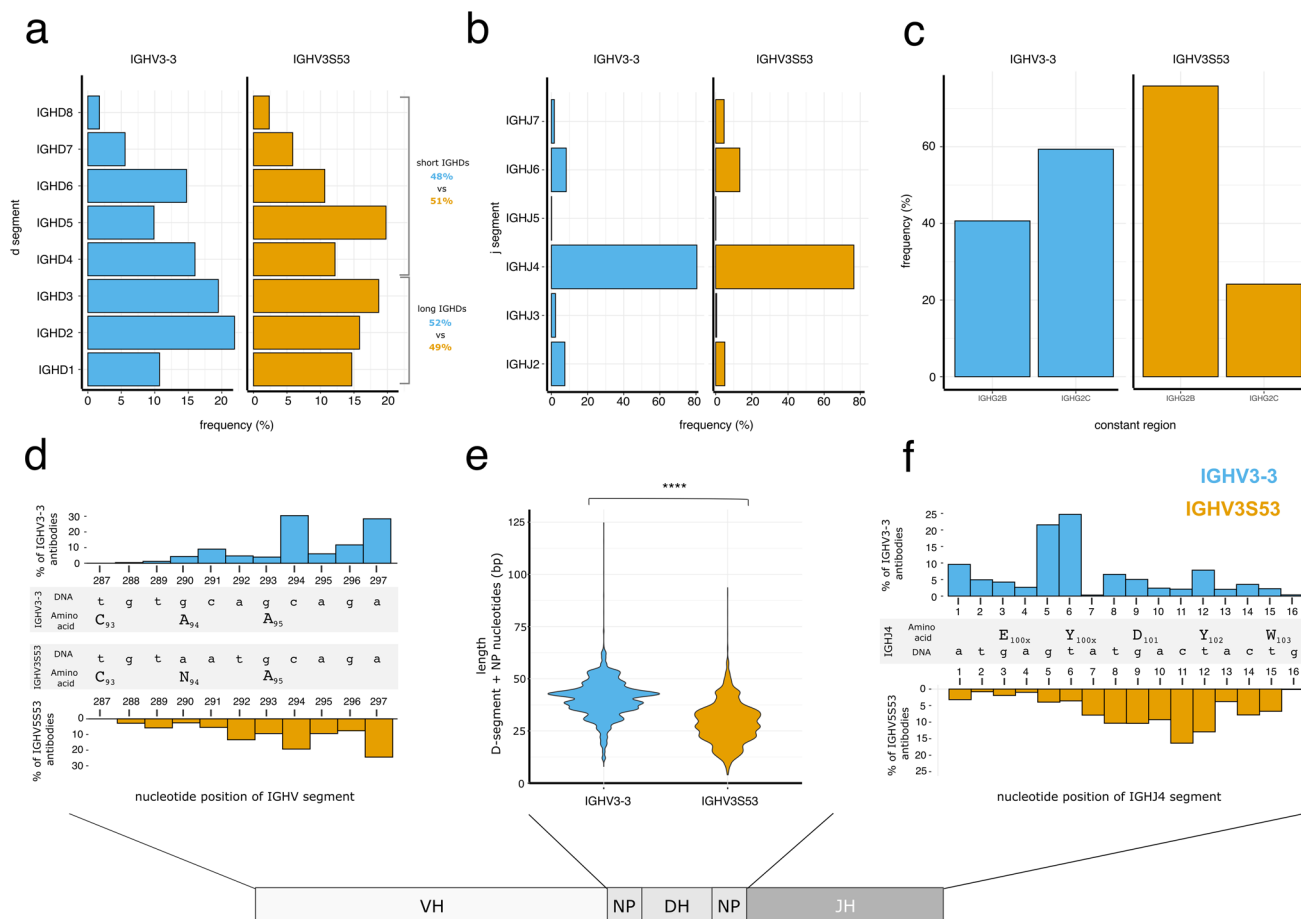 a
IGHV3-3 IGHV3S53
d segment
IGHD8
IGHD7
IGHD6
IGHD5
IGHD4
IGHD3
IGHD2
IGHD1
short IGHDs
48%
vs
51%
long IGHDs
52%
vs
49%
0 5 10 15 20 0 5 10 15 20
frequency (%)
b
IGHV3-3 IGHV3S53
j segment
IGHJ7
IGHJ6
IGHJ5
IGHJ4
IGHJ3
IGHJ2
0 20 40 60 80 0 20 40 60 80
frequency (%)
c
IGHV3-3 IGHV3S53
frequency (%)
60
40
20
0
IGHG2B IGHG2C IGHG2B IGHG2C
constant region
d
% of IGHV3-3
antibodies
30
20
10
0
287 288 289 290 291 292 293 294 295 296 297
IGHV3-3
DNA t g t g c a g c a g a
Amino
acid
C93 A94 A95
IGHV3S53
DNA t g t a a t g c a g a
Amino
acid
C93 N94 A95
287 288 289 290 291 292 293 294 295 296 297
% of IGHV5S53
antibodies
0
10
20
30
nucleotide position of IGHV segment
e
****
length
D-segment + NP nucleotides (bp)
125
100
75
50
25
0
IGHV3-3 IGHV3S53
f
IGHV3-3
IGHV3S53
% of IGHV3-3
antibodies
25
20
15
10
5
0
1 2 3 4 5 6 7 8 9 10 11 12 13 14 15 16
IGHJ4
Amino
acid
E100x Y100x D101 Y102 W103
DNA a t g a g t a t g a c t a c t g
1 2 3 4 5 6 7 8 9 10 11 12 13 14 15 16
% of IGHV5S53
antibodies
0
5
10
15
20
25
nucleotide position of IGHJ4 segment
VH NP DH NP JH